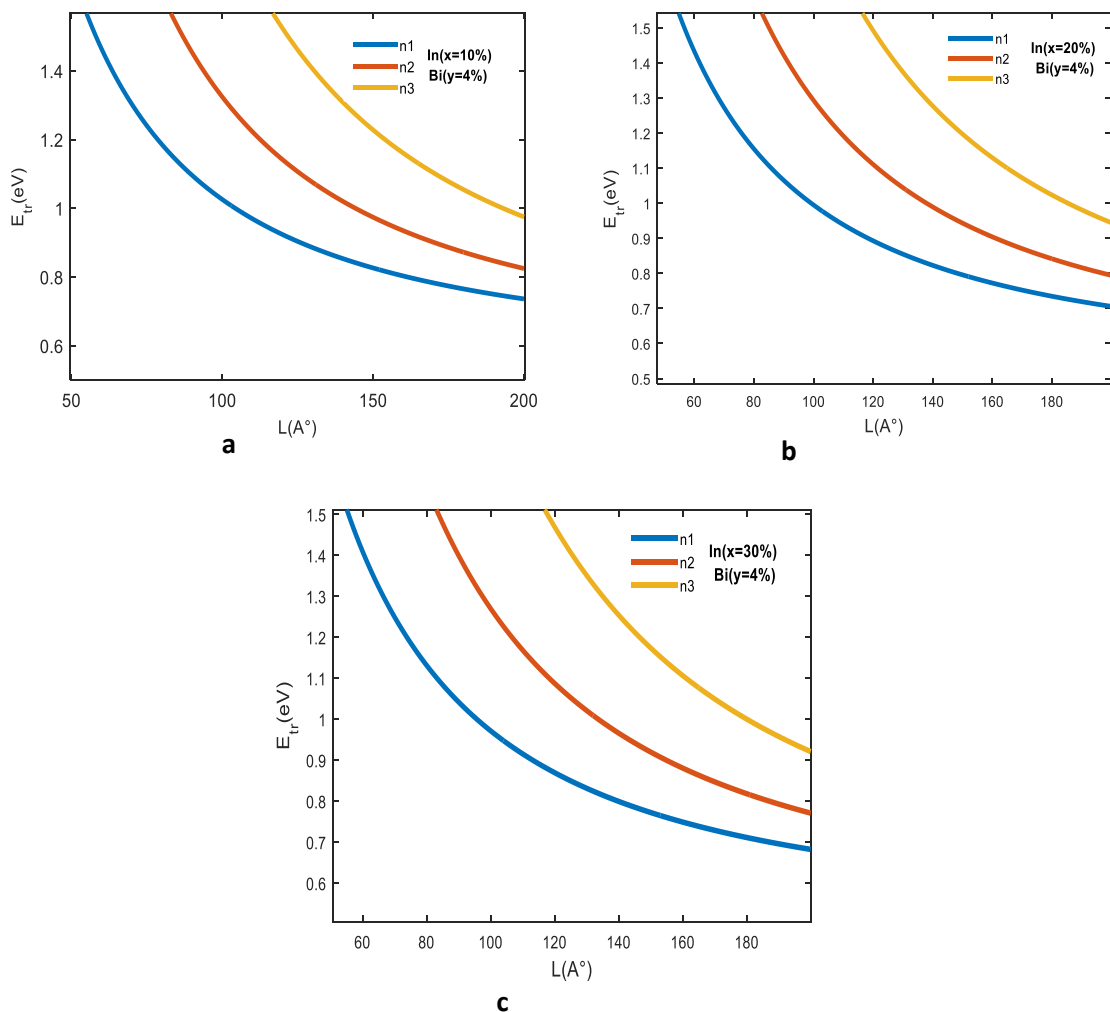 1.4
1.2
1
0.8
0.6
E_tr(eV)
50
100
150
200
L(A°)
n1
n2
n3
In(x=10%)
Bi(y=4%)
a
1.5
1.4
1.3
1.2
1.1
1
0.9
0.8
0.7
0.6
0.5
E_tr(eV)
60
80
100
120
140
160
180
L(A°)
n1
n2
n3
In(x=20%)
Bi(y=4%)
b
1.5
1.4
1.3
1.2
1.1
1
0.9
0.8
0.7
0.6
E_tr(eV)
60
80
100
120
140
160
180
L(A°)
n1
n2
n3
In(x=30%)
Bi(y=4%)
c